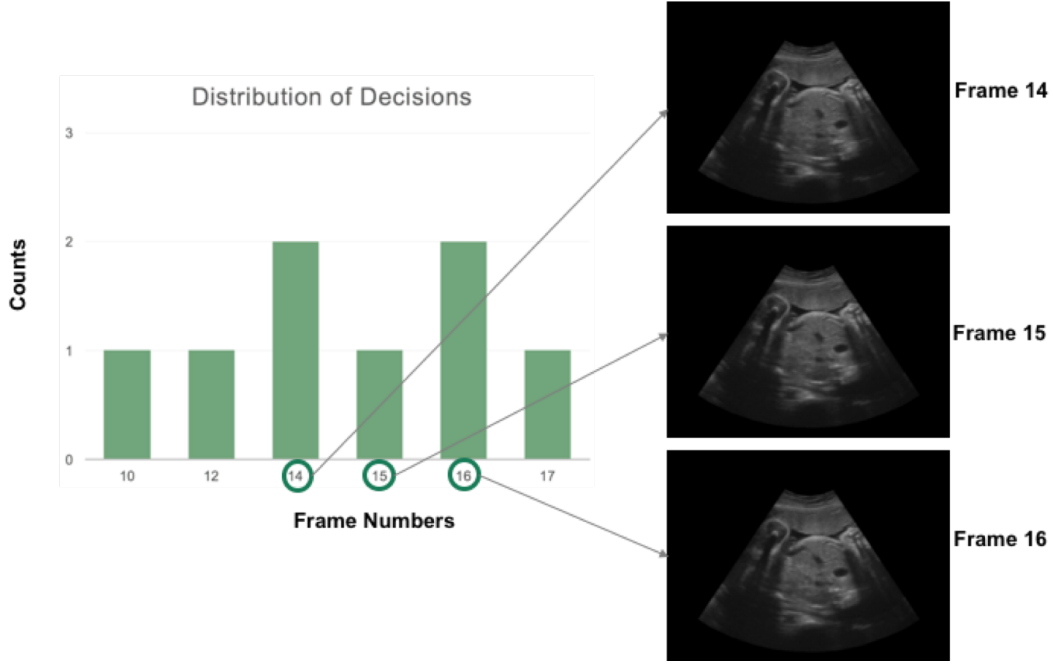 Distribution of Decisions
3
2
1
0
Counts
10 12 14 15 16 17
Frame Numbers
Frame 14
Frame 15
Frame 16